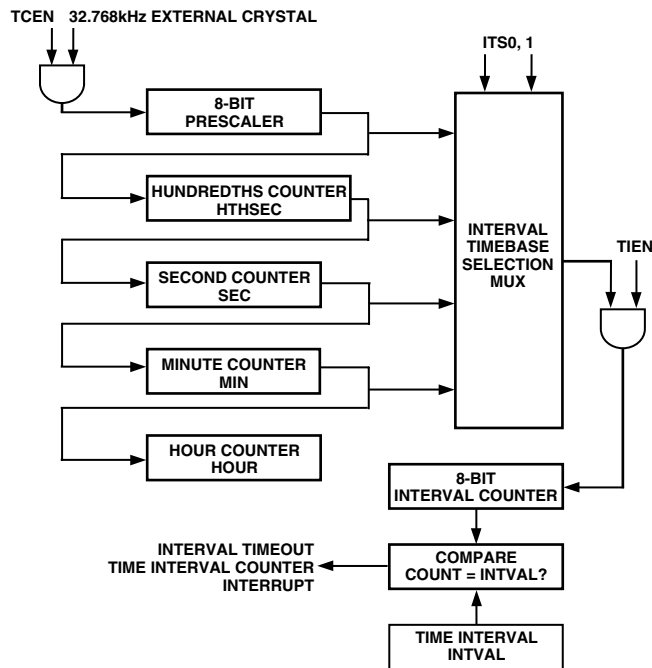 TCEN 32.768kHz EXTERNAL CRYSTAL
ITS0, 1
8-BIT
PRESCALER
HUNDREDTHS COUNTER
HTHSEC
INTERVAL
TIMEBASE
SELECTION
MUX
TIEN
SECOND COUNTER
SEC
MINUTE COUNTER
MIN
HOUR COUNTER
HOUR
8-BIT
INTERVAL COUNTER
INTERVAL TIMEOUT
TIME INTERVAL COUNTER
INTERRUPT
COMPARE
COUNT = INTVAL?
TIME INTERVAL
INTVAL